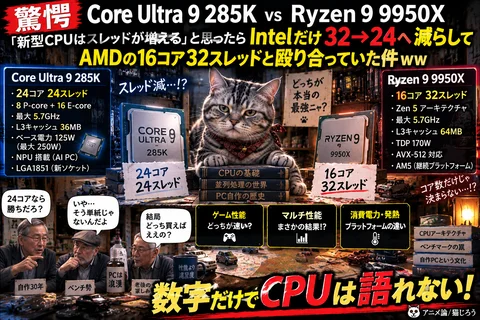 驚愕
Core Ultra 9 285K vs Ryzen 9 9950X
「新型CPUはスレッドが増える」と思ったら Intelだけ 32→24へ 減らして
AMDの16コア32スレッドと殴り合っていた件 ww
Core Ultra 9 285K
・24コア 24スレッド
・8 P-core + 16 E-core
・最大 5.7GHz
・L3キャッシュ 36MB
・ベース電力 125W
（最大 250W）
・NPU 搭載 (AI PC)
・LGA1851（新ソケット）
スレッド減…!?
どっちが
本当の
最強ニャ？
CORE
ULTRA 9
285K
RYZEN 9
9950X
24コア
24スレッド
16コア
32スレッド
CPUの基礎
並列処理の世界
PC自作の歴史
Ryzen 9 9950X
・16コア 32スレッド
・Zen 5 アーキテクチャ
・最大 5.7GHz
・L3キャッシュ 64MB
・TDP 170W
・AVX-512 対応
・AM5（継続プラットフォーム）
コア数だけじゃ
決まらない…!?
24コアなら
勝ちだろ？
いや…
そう単純じゃ
ないんだよ
結局
どっち買えば
ええの？
自作30年
ベンチ勢
PCは
浪漫
ゲーム性能
どっちが速い？
マルチ性能
まさかの結果!?
消費電力・発熱
プラットフォームの違い
CPUアーキテクチャ
ベンチマークの罠
自作PCという文化
数字だけでCPUは語れない!
アニメ論/猫じろう